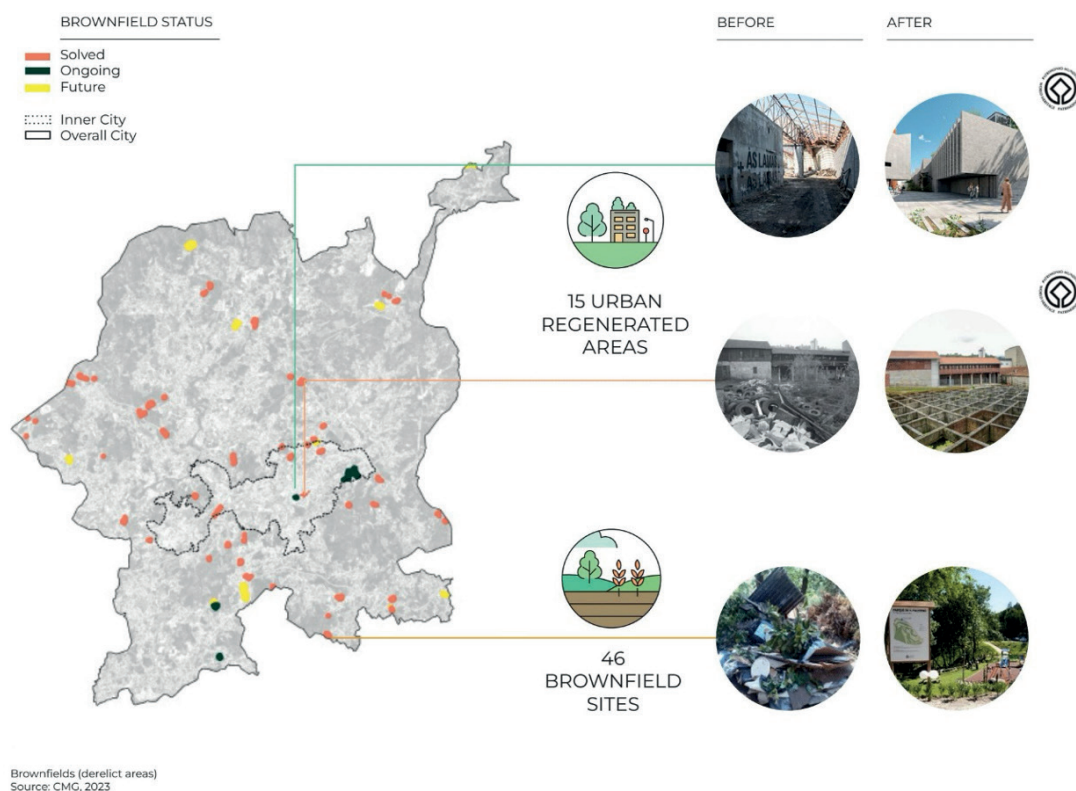 BROWNFIELD STATUS
Solved
Ongoing
Future
Inner City
Overall City
BEFORE
AFTER
15 URBAN
REGENERATED
AREAS
46
BROWNFIELD
SITES
Brownfields (derelict areas)
Source: CMG, 2023